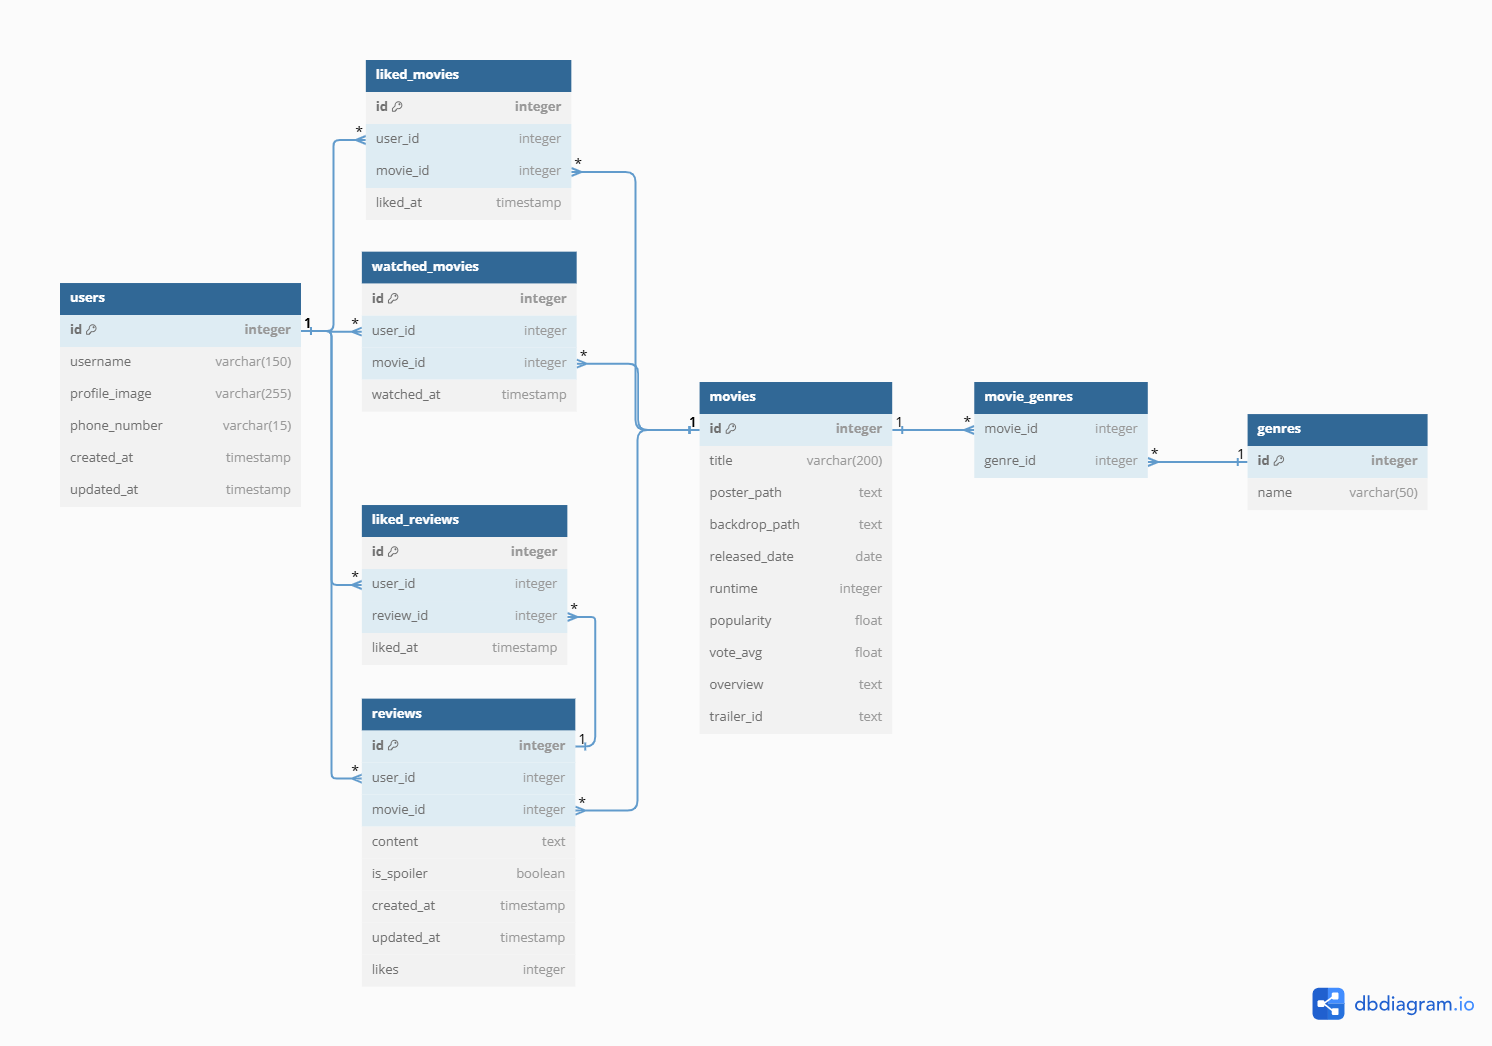 liked_movies
id integer
* user_id integer
movie_id integer *
liked_at timestamp
watched_movies
id integer
* user_id integer
movie_id integer *
watched_at timestamp
users
id integer 1
username varchar(150)
profile_image varchar(255)
phone_number varchar(15)
created_at timestamp
updated_at timestamp
liked_reviews
id integer
* user_id integer
review_id integer *
liked_at timestamp
reviews
id integer 1
* user_id integer
movie_id integer *
content text
is_spoiler boolean
created_at timestamp
updated_at timestamp
likes integer
movies
1 id integer 1
title varchar(200)
poster_path text
backdrop_path text
released_date date
runtime integer
popularity float
vote_avg float
overview text
trailer_id text
movie_genres
* movie_id integer
genre_id integer *
genres
1 id integer
name varchar(50)
dbdiagram.io